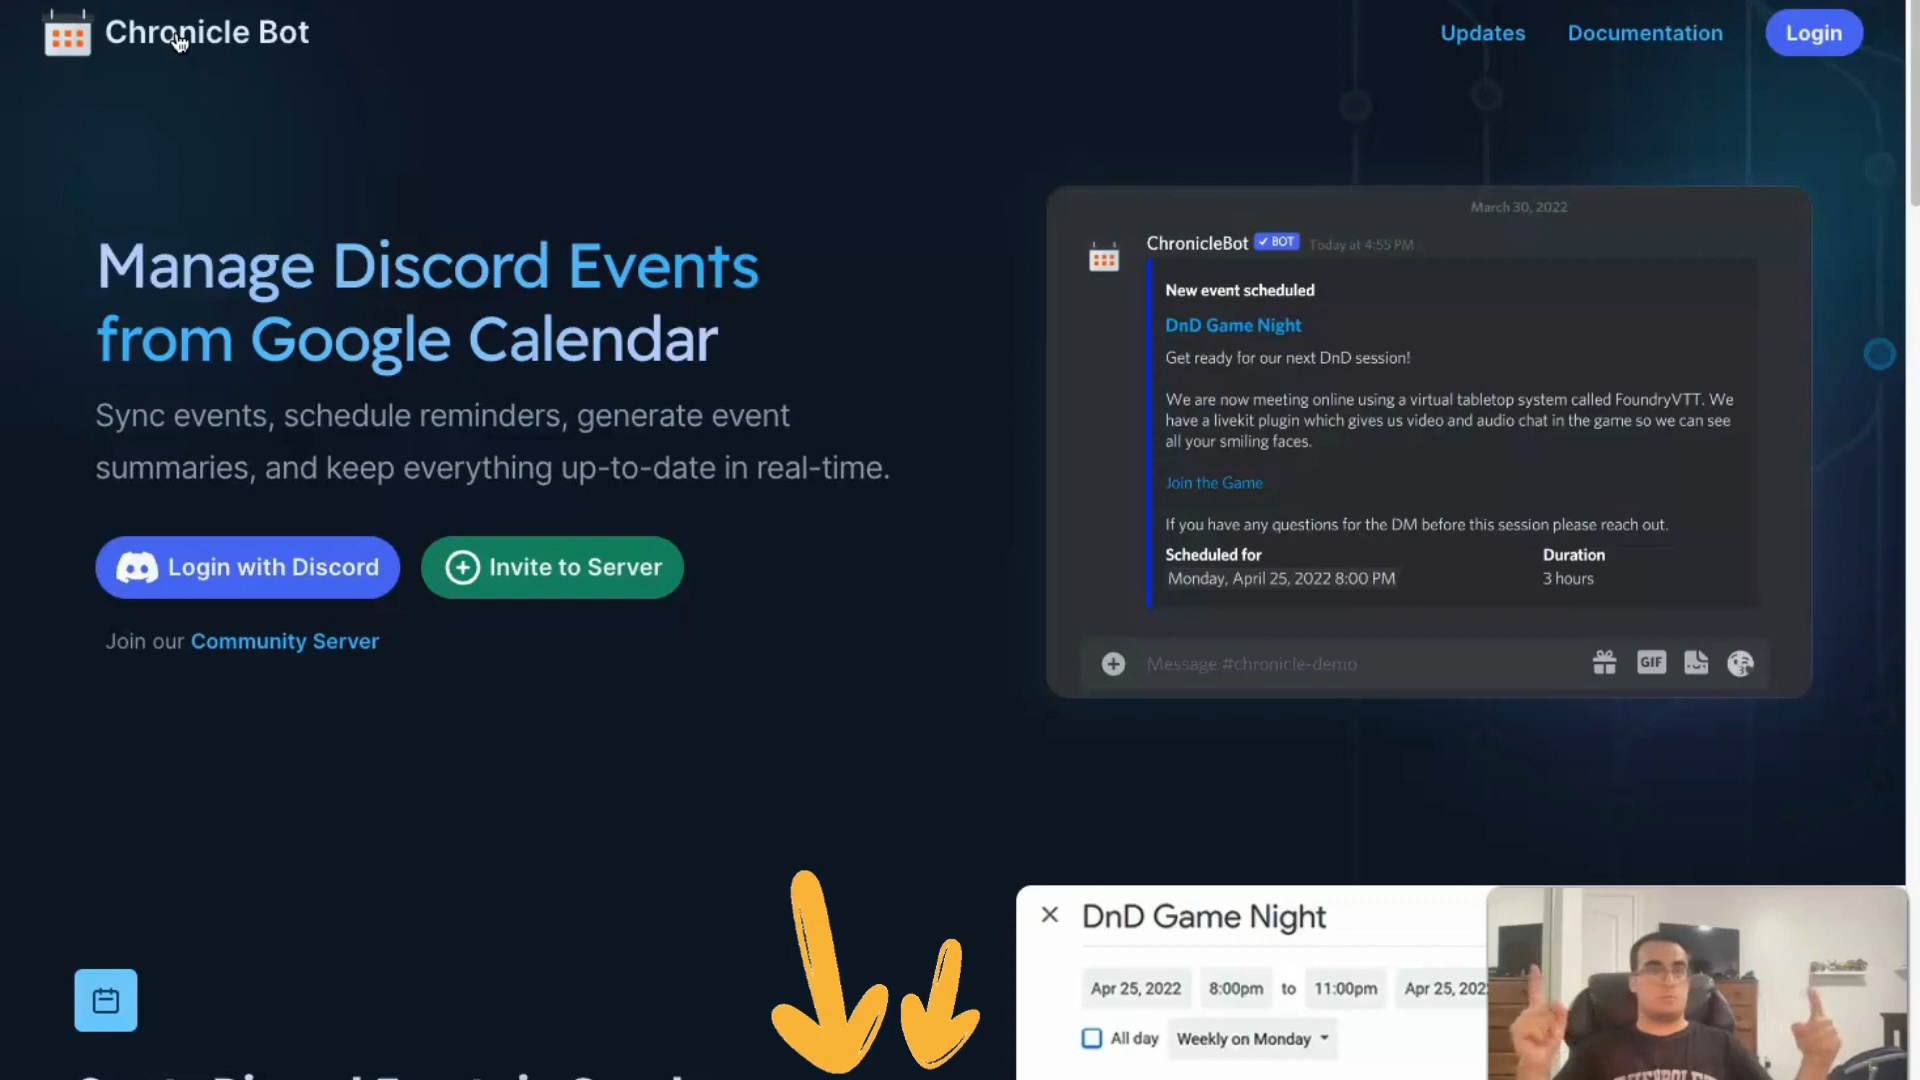 Chronicle Bot
Updates
Documentation
Login
Manage Discord Events
from Google Calendar
Sync events, schedule reminders, generate event
summaries, and keep everything up-to-date in real-time.
Login with Discord
Invite to Server
Join our Community Server
March 30, 2022
ChronicleBot ✓ BOT Today at 4:55 PM
New event scheduled
DnD Game Night
Get ready for our next DnD session!
We are now meeting online using a virtual tabletop system called FoundryVTT. We
have a livekit plugin which gives us video and audio chat in the game so we can see
all your smiling faces.
Join the Game
If you have any questions for the DM before this session please reach out.
Scheduled for
Duration
Monday, April 25, 2022 8:00 PM
3 hours
Message #chronicle-demo
GIF
DnD Game Night
Apr 25, 2022 8:00pm to 11:00pm Apr 25, 202
All day Weekly on Monday